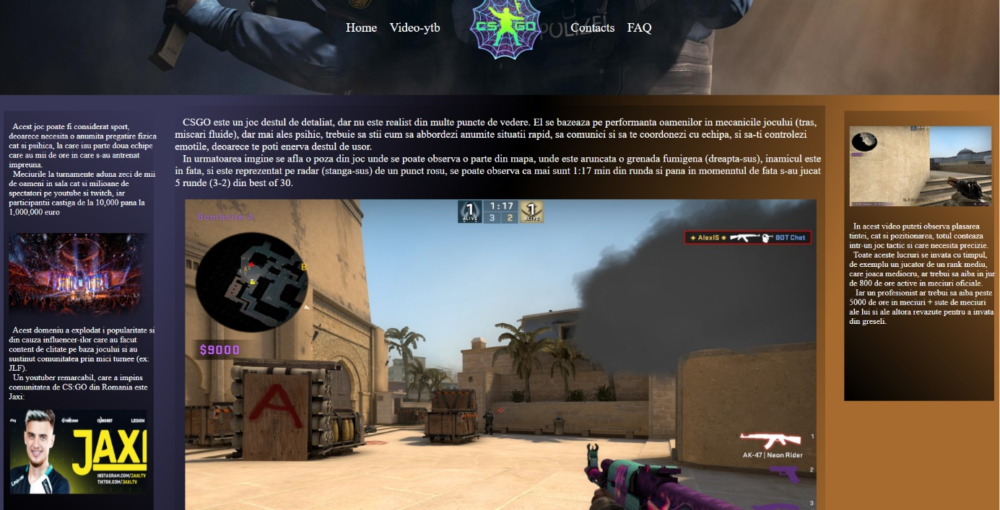 Home Video-ytb CS GO POLIZEI Contacts FAQ
Acest joc poate fi considerat sport,
deoarece necesita o anumita pregatire fizica
cat si psihica, la care iau parte doua echipe
care au mii de ore in care s-au antrenat
impreuna.
Meciurile la turnamente aduna zeci de mii
de oameni in sala cat si milioane de
spectatori pe youtube si twitch, iar
participantii castiga de la 10,000 pana la
1,000,000 euro
Acest domeniu a explodat i popularitate si
din cauza influencer-ilor care au facut
content de clitate pe baza jocului si au
sustinut comunitatea prin mici turnee (ex:
JLF).
Un youtuber remarcabil, care a impins
comunitatea de CS:GO din Romania este
Jaxi:
LEGION
JAXI
INSTAGRAM.COM/JAXI.TV
TIKTOK.COM/JAXI.TV
CSGO este un joc destul de detaliat, dar nu este realist din multe puncte de vedere. El se bazeaza pe performanta oamenilor in mecanicile jocului (tras,
miscari fluide), dar mai ales psihic, trebuie sa stii cum sa abbordezi anumite situatii rapid, sa comunici si sa te coordonezi cu echipa, si sa-ti controlezi
emotile, deoarece te poti enerva destul de usor.
In urmatoarea imgine se afla o poza din joc unde se poate observa o parte din mapa, unde este aruncata o grenada fumigena (dreapta-sus), inamicul este
in fata, si este reprezentat pe radar (stanga-sus) de un punct rosu, se poate observa ca mai sunt 1:17 min din runda si pana in momenntul de fata s-au jucat
5 runde (3-2) din best of 30.
Bombsite A
1 ALIVE 1:17 3 2 1 ALIVE
AlexIS BOT Chet
A B
$9000
A
1
AK-47 | Neon Rider
2
3
In acest video puteti observa plasarea
tintei, cat si pozitionarea, totul conteaza
intr-un joc tactic si care necesita precizie.
Toate aceste lucruri se invata cu timpul,
de exemplu un jucator de un rank mediu,
care joaca mediocru, ar trebui sa aiba in jur
de 800 de ore active in meciuri oficiale.
Iar un profesionist ar trebui sa aiba peste
5000 de ore in meciuri + sute de meciuri
ale lui si ale altora revazute pentru a invata
din greseli.